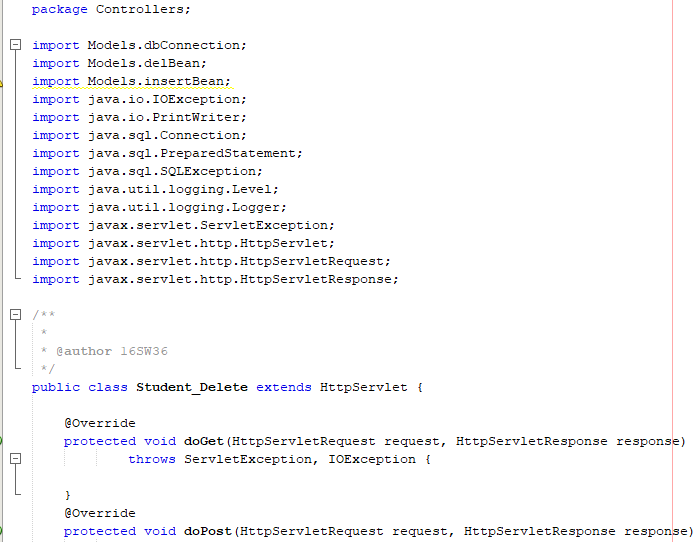 package Controllers;
import Models.dbConnection;
import Models.delBean;
import Models.insertBean;
import java.io.IOException;
import java.io.PrintWriter;
import java.sql.Connection;
import java.sql.PreparedStatement;
import java.sql.SQLException;
import java.util.logging.Level;
import java.util.logging.Logger;
import javax.servlet.ServletException;
import javax.servlet.http.HttpServlet;
import javax.servlet.http.HttpServletRequest;
import javax.servlet.http.HttpServletResponse;
/**
*
* @author 16SW36
*/
public class Student_Delete extends HttpServlet {
@Override
protected void doGet(HttpServletRequest request, HttpServletResponse response)
throws ServletException, IOException {
}
@Override
protected void doPost(HttpServletRequest request, HttpServletResponse response)